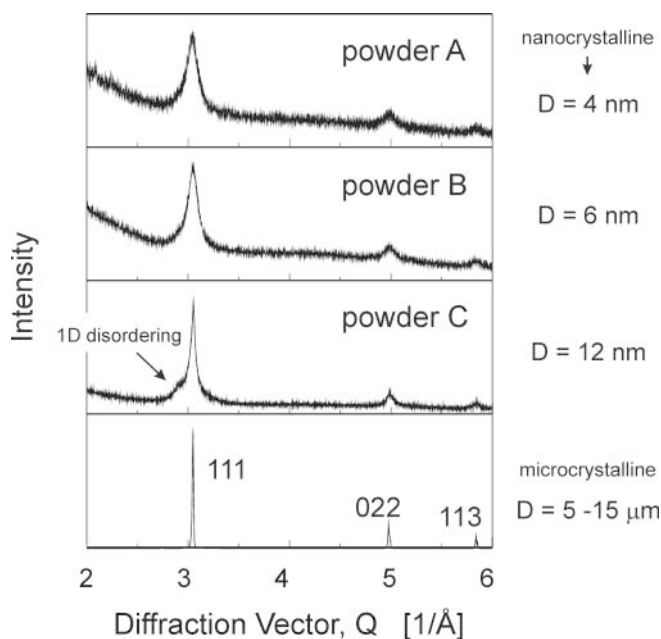 powder A
nanocrystalline
D = 4 nm
powder B
D = 6 nm
Intensity
powder C
1D disordering
D = 12 nm
111
022
113
microcrystalline
D = 5 -15 μm
2 3 4 5 6
Diffraction Vector, Q [1/Å]